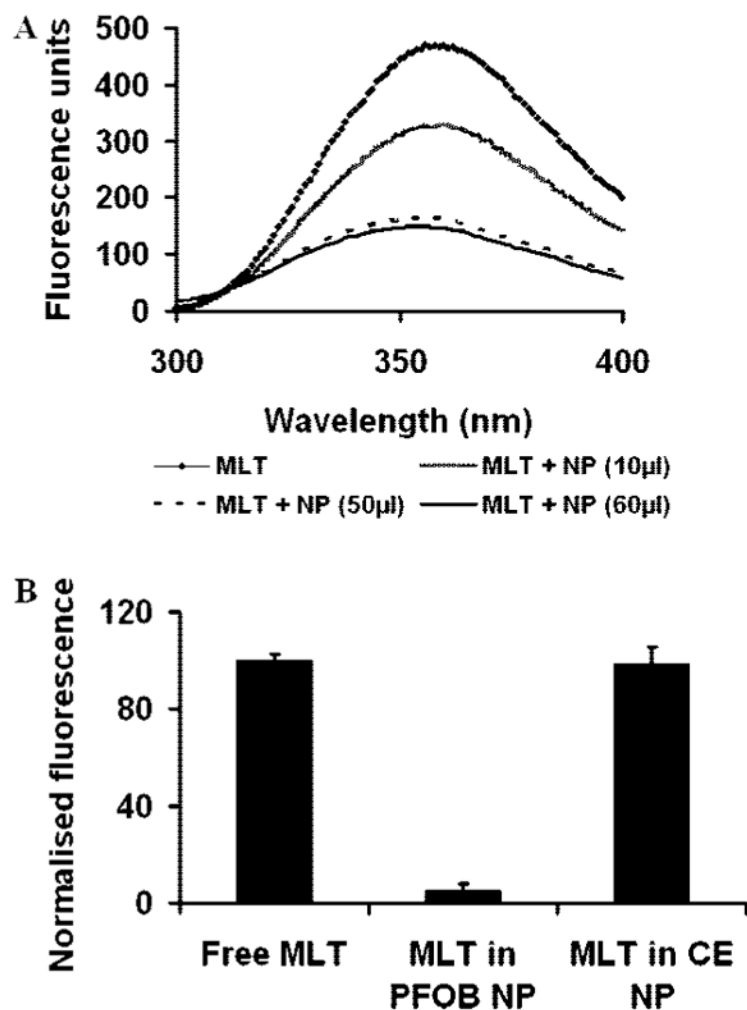 A
Fluorescence units
500
400
300
200
100
0
300 350 400
Wavelength (nm)
MLT MLT + NP (10µl)
MLT + NP (50µl) MLT + NP (60µl)
B
Normalised fluorescence
120
80
40
0
Free MLT MLT in MLT in CE
PFOB NP NP